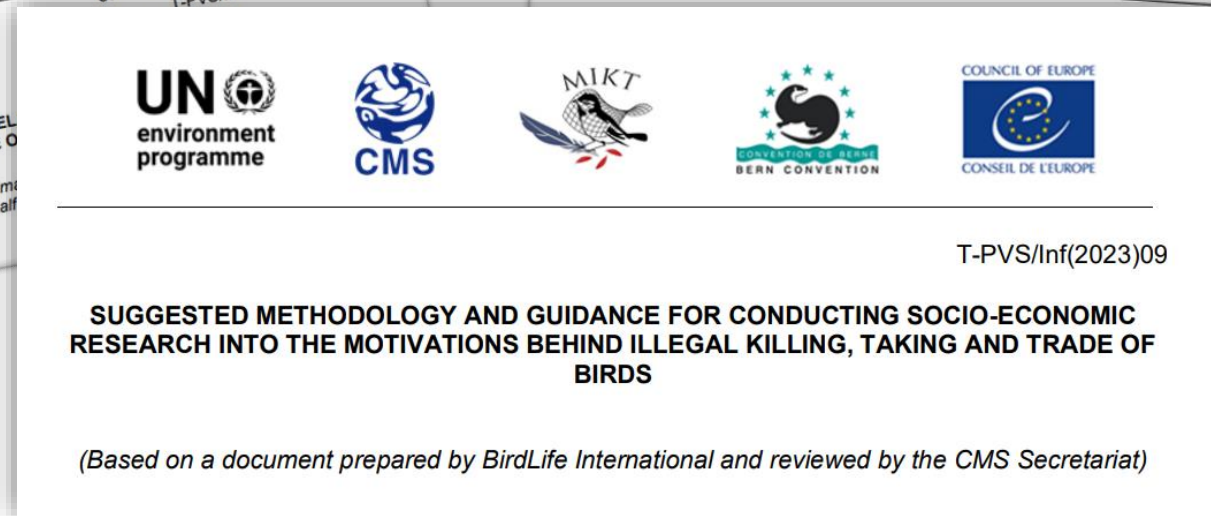 T-PVS/
UN
environment
programme
CMS
MIKT
CONVENTION DE BERNE
BERN CONVENTION
COUNCIL OF EUROPE
CONSEIL DE L'EUROPE
T-PVS/Inf(2023)09
SUGGESTED METHODOLOGY AND GUIDANCE FOR CONDUCTING SOCIO-ECONOMIC
RESEARCH INTO THE MOTIVATIONS BEHIND ILLEGAL KILLING, TAKING AND TRADE OF
BIRDS
(Based on a document prepared by BirdLife International and reviewed by the CMS Secretariat)